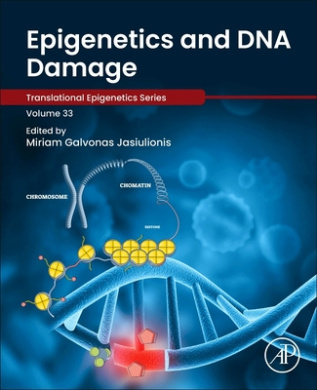 Epigenetics and DNA
Damage
Translational Epigenetics Series
Volume 33
Edited by
Miriam Galvonas Jasiulionis
CHROMATIN
CHROMOSOME
HISTONE
AP